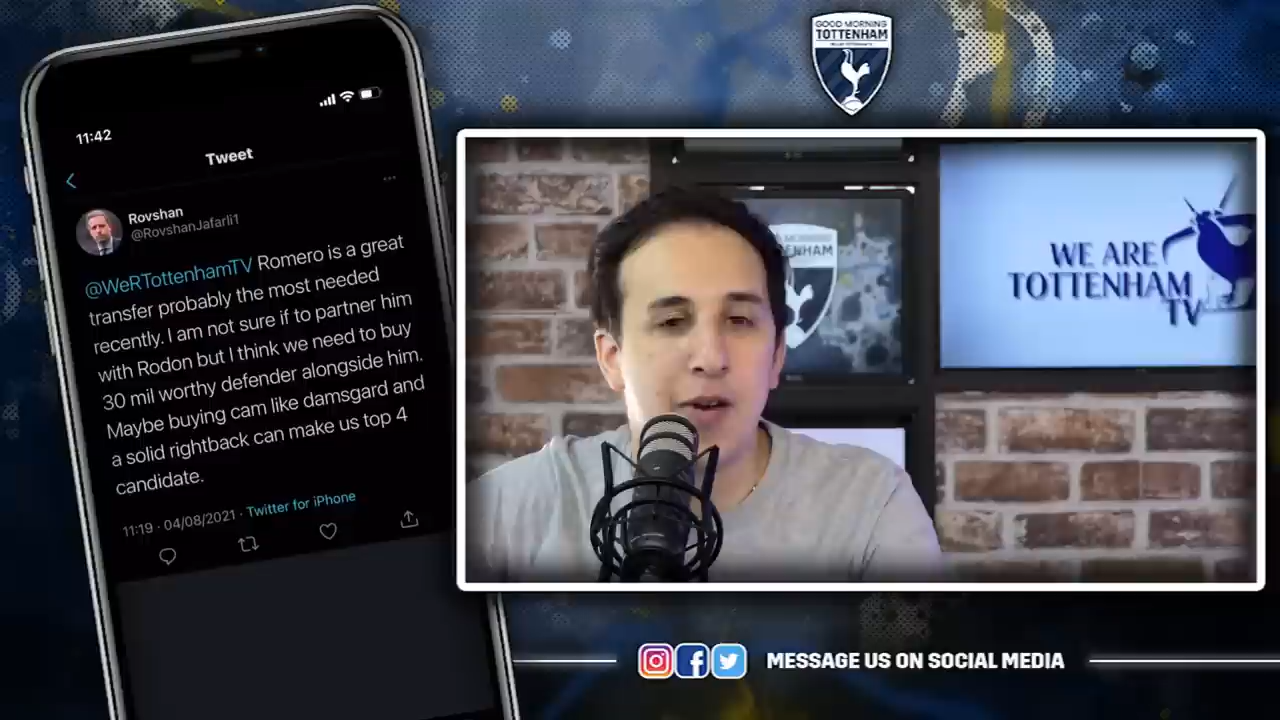 11:42
Tweet
Rovshan
@RovshanJafarli1
@WeRTottenhamTV Romero is a great
transfer probably the most needed
recently. I am not sure if to partner him
with Rodon but I think we need to buy
30 mil worthy defender alongside him.
Maybe buying cam like damsgard and
a solid rightback can make us top 4
candidate.
11:19 · 04/08/2021 · Twitter for iPhone
GOOD MORNING
TOTTENHAM
ENHAM
WE ARE
TOTTENHAM
TV
MESSAGE US ON SOCIAL MEDIA